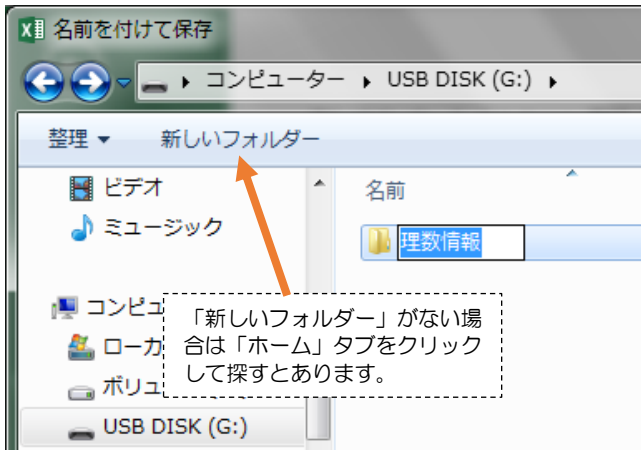 名前を付けて保存
コンピューター ▸ USB DISK (G:) ▸
整理 ▼ 新しいフォルダー
ビデオ
名前
ミュージック
理数情報
コンピュ
「新しいフォルダー」がない場
合は「ホーム」タブをクリック
して探すとあります。
ローカ
ボリュ
USB DISK (G:)